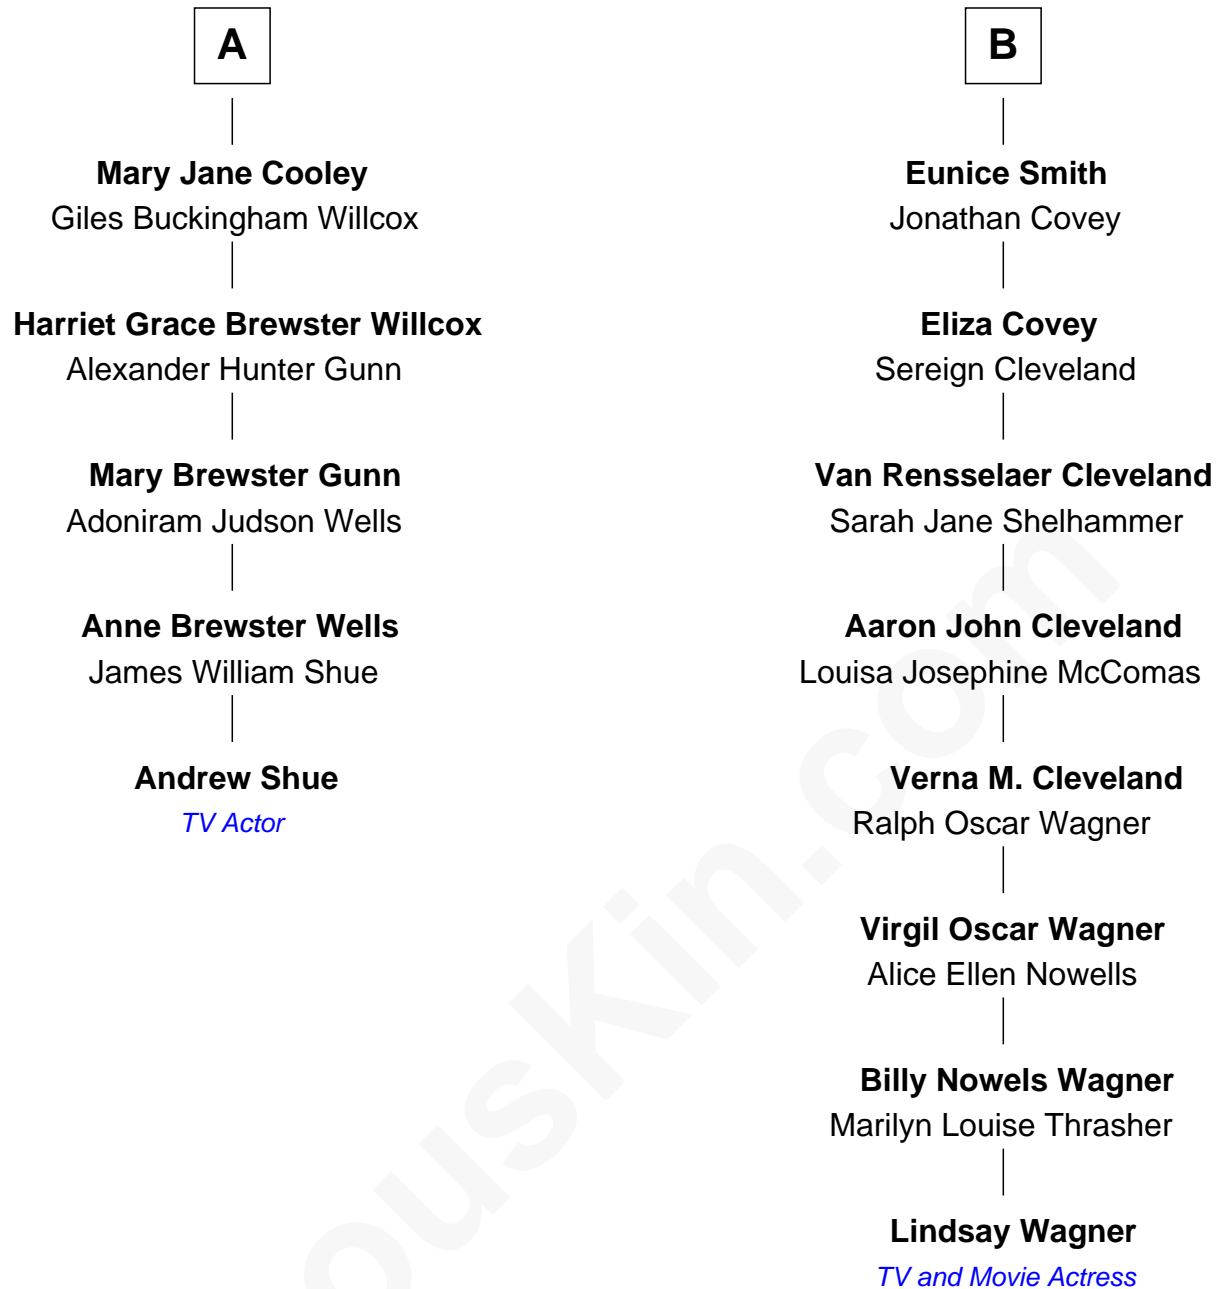 A
Mary Jane Cooley
Giles Buckingham Willcox
Harriet Grace Brewster Willcox
Alexander Hunter Gunn
Mary Brewster Gunn
Adoniram Judson Wells
Anne Brewster Wells
James William Shue
Andrew Shue
TV Actor
B
Eunice Smith
Jonathan Covey
Eliza Covey
Sereign Cleveland
Van Rensselaer Cleveland
Sarah Jane Shelhammer
Aaron John Cleveland
Louisa Josephine McComas
Verna M. Cleveland
Ralph Oscar Wagner
Virgil Oscar Wagner
Alice Ellen Nowells
Billy Nowels Wagner
Marilyn Louise Thrasher
Lindsay Wagner
TV and Movie Actress
ousKin.com